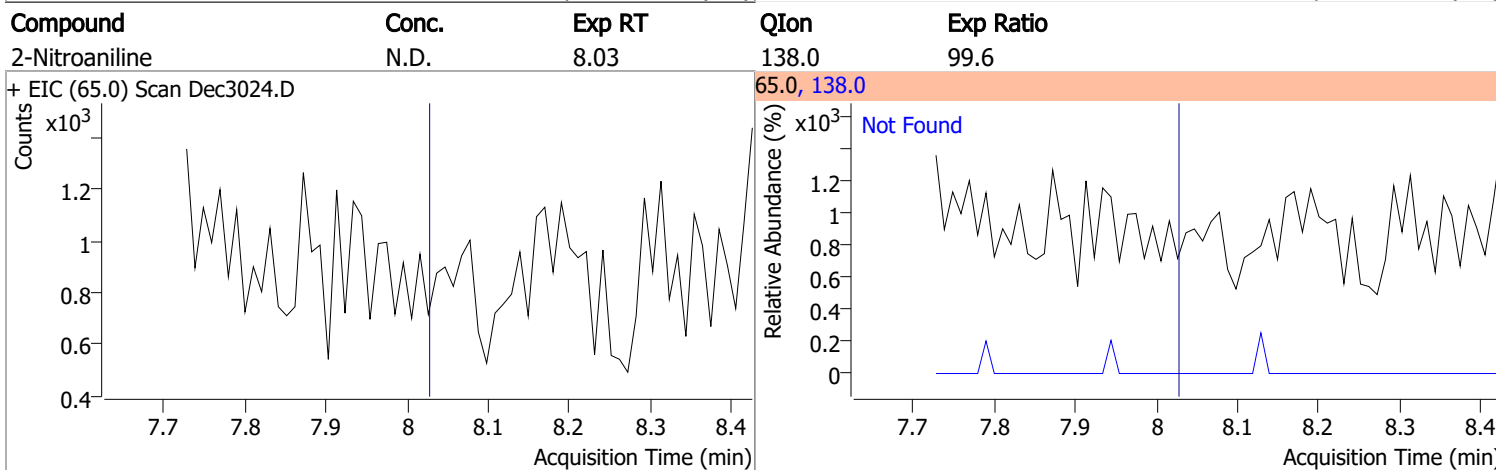 Compound Conc. Exp RT QIon Exp Ratio
2-Nitroaniline N.D. 8.03 138.0 99.6
+ EIC (65.0) Scan Dec3024.D
Counts
x10³
1.2
1
0.8
0.6
0.4
7.7 7.8 7.9 8 8.1 8.2 8.3 8.4
Acquisition Time (min)
65.0, 138.0
Relative Abundance (%)
x10³
Not Found
1.2
1
0.8
0.6
0.4
0.2
0
7.7 7.8 7.9 8 8.1 8.2 8.3 8.4
Acquisition Time (min)